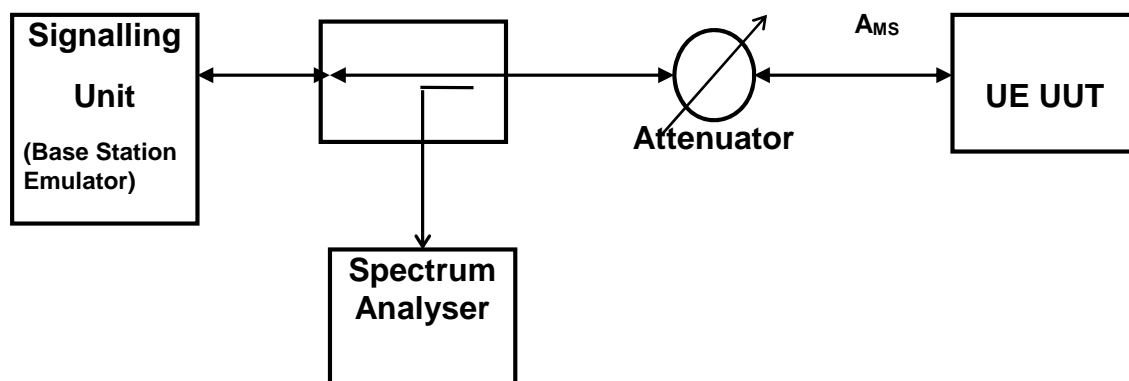 Signalling
Unit
(Base Station
Emulator)
Attenuator
AMS
UE UUT
Spectrum
Analyser